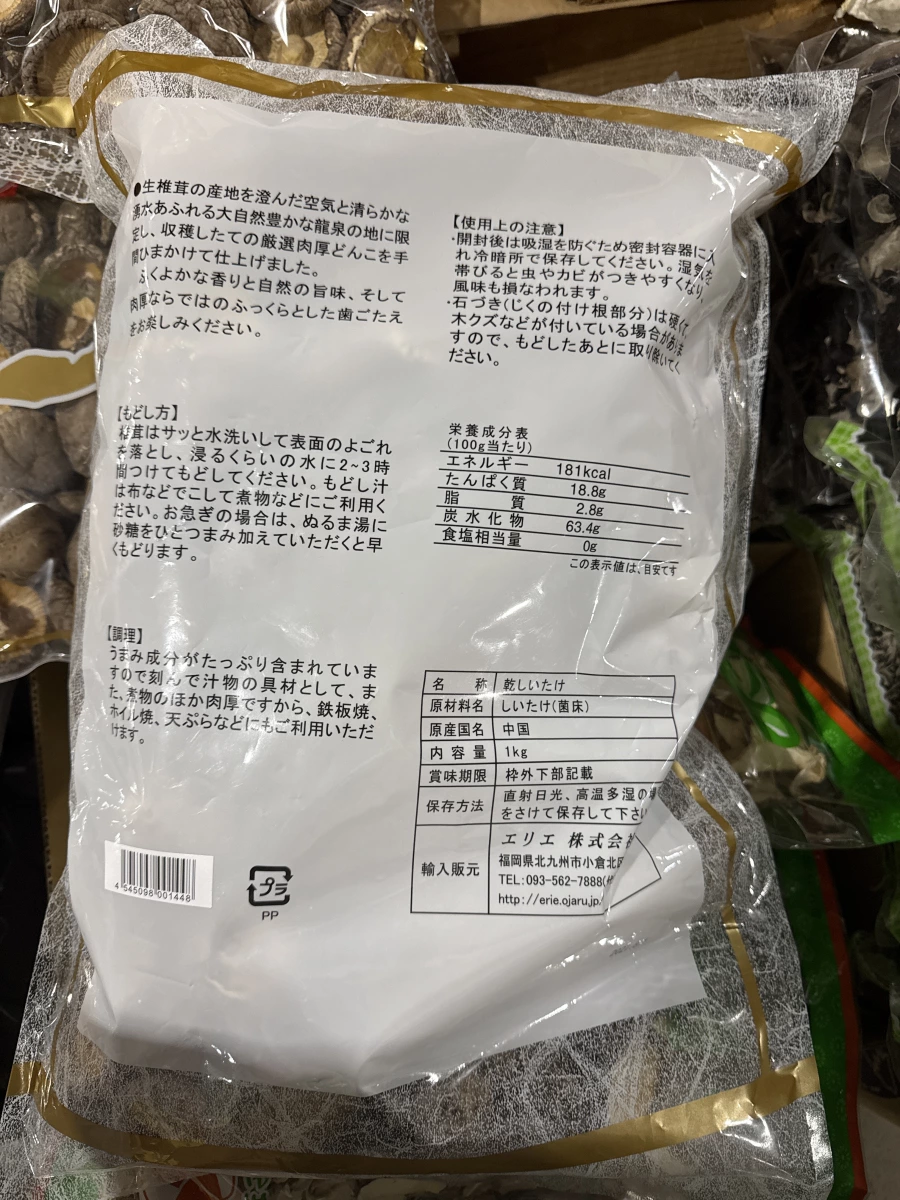 ●生椎茸の産地を澄んだ空気と清らかな
湧水あふれる大自然豊かな龍泉の地に限
定し、収穫したての厳選肉厚どんこを手
間ひまかけて仕上げました。
ふくよかな香りと自然の旨味、そして
肉厚ならではのふっくらとした歯ごたえ
をお楽しみください。
【もどし方】
椎茸はサッと水洗いして表面のよごれ
を落とし、浸るくらいの水に2~3時
間つけてもどしてください。もどし汁
は布などでこして煮物などにご利用く
ださい。お急ぎの場合は、ぬるま湯に
砂糖をひとつまみ加えていただくと早
くもどります。
【調理】
うまみ成分がたっぷり含まれていま
すので刻んで汁物の具材として、ま
た、煮物のほか肉厚ですから、鉄板焼、
ホイル焼、天ぷらなどにもご利用いただ
けます。
4 545098 001448
プラ
PP
【使用上の注意】
・開封後は吸湿を防ぐため密封容器に入
れ冷暗所で保存してください。湿気を
帯びると虫やカビがつきやすくなり、
風味も損なわれます。
・石づき(じくの付け根部分)は硬くて
木クズなどが付いている場合がありま
すので、もどしたあとに取り除いてく
ださい。
栄養成分表
(100g当たり)
エネルギー 181kcal
たんぱく質 18.8g
脂質 2.8g
炭水化物 63.4g
食塩相当量 0g
この表示値は、目安です
名称 乾しいたけ
原材料名 しいたけ(菌床)
原産国名 中国
内容量 1kg
賞味期限 枠外下部記載
保存方法 直射日光、高温多湿の場
をさけて保存して下さい
輸入販元 エリエ 株式会
福岡県北九州市小倉北区
TEL:093-562-7888(
http://erie.ojaru.jp/